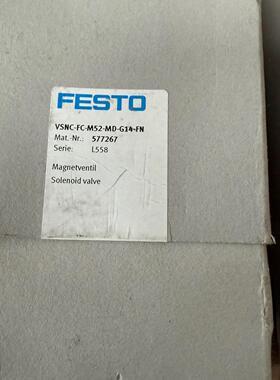 FESTO
VSNC-FC-M52-MD-G14-FN
Mat.-Nr.: 577267
Serie: L558
Magnetventil
Solenoid valve